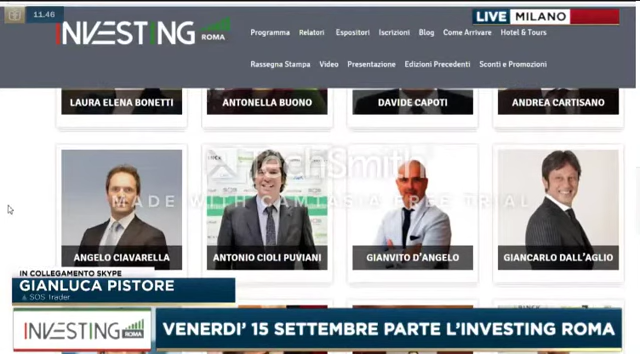 11.46
INVESTING ROMA
Programma Relatori Espositori Iscrizioni Blog Come Arrivare Hotel & Tours
Rassegna Stampa Video Presentazione Edizioni Precedenti Sconti e Promozioni
LIVE MILANO
LAURA ELENA BONETTI ANTONELLA BUONO DAVIDE CAPOTI ANDREA CARTISANO
TechSmith
MADE WITH CAMTASIA FREE TRIAL
ANGELO CIAVARELLA ANTONIO CIOLI PUVIANI GIANVITO D'ANGELO GIANCARLO DALL'AGLIO
IN COLLEGAMENTO SKYPE
GIANLUCA PISTORE
SOS Trader
INVESTING ROMA
VENERDI' 15 SETTEMBRE PARTE L'INVESTING ROMA